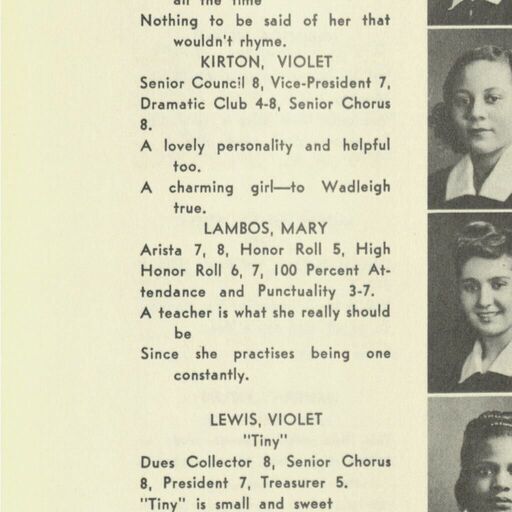 all the time
Nothing to be said of her that
wouldn't rhyme.
KIRTON, VIOLET
Senior Council 8, Vice-President 7,
Dramatic Club 4-8, Senior Chorus
8.
A lovely personality and helpful
too.
A charming girl—to Wadleigh
true.
LAMBOS, MARY
Arista 7, 8, Honor Roll 5, High
Honor Roll 6, 7, 100 Percent At-
tendance and Punctuality 3-7.
A teacher is what she really should
be
Since she practises being one
constantly.
LEWIS, VIOLET
"Tiny"
Dues Collector 8, Senior Chorus
8, President 7, Treasurer 5.
"Tiny" is small and sweet